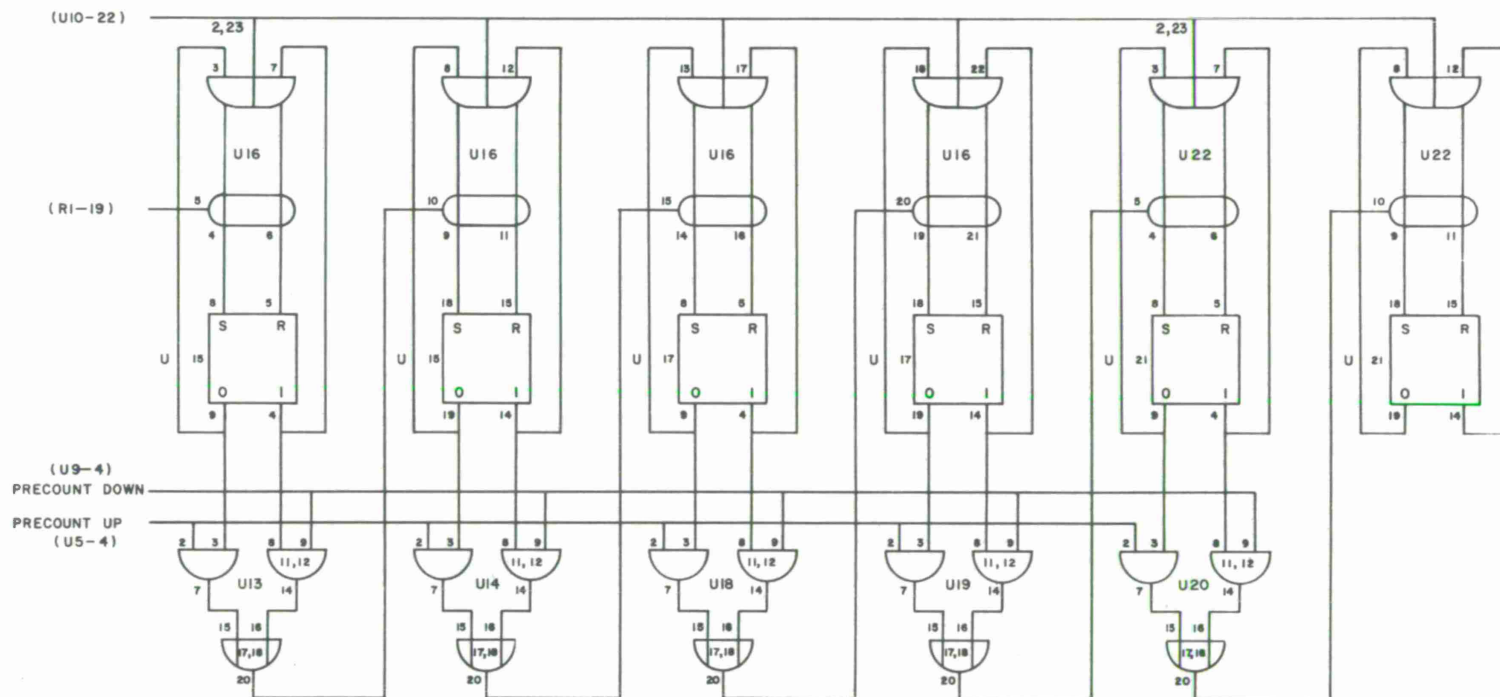 (U10-22)
2,23 2,23
3 7 8 12 13 17 18 22 3 7 8 12
U16 U16 U16 U16 U22 U22
(R1-19) 5 10 15 20 5 10
4 6 9 11 14 16 19 21 4 6 9 11
8 5 18 15 8 5 18 15 8 5 18 15
S R S R S R S R S R S R
U 15 U 15 U 17 U 17 U 21 U 21
0 1 0 1 0 1 0 1 0 1 0 1
9 4 19 14 9 4 19 14 9 4 19 14
(U9-4)
PRECOUNT DOWN
PRECOUNT UP
(U5-4)
2 3 8 9 2 3 8 9 2 3 8 9 2 3 8 9 2 3 8 9
11,12 11,12 11,12 11,12 11,12
U13 U14 U18 U19 U20
7 14 7 14 7 14 7 14 7 14
15 16 15 16 15 16 15 16 15 16
17,18 17,18 17,18 17,18 17,18
20 20 20 20 20